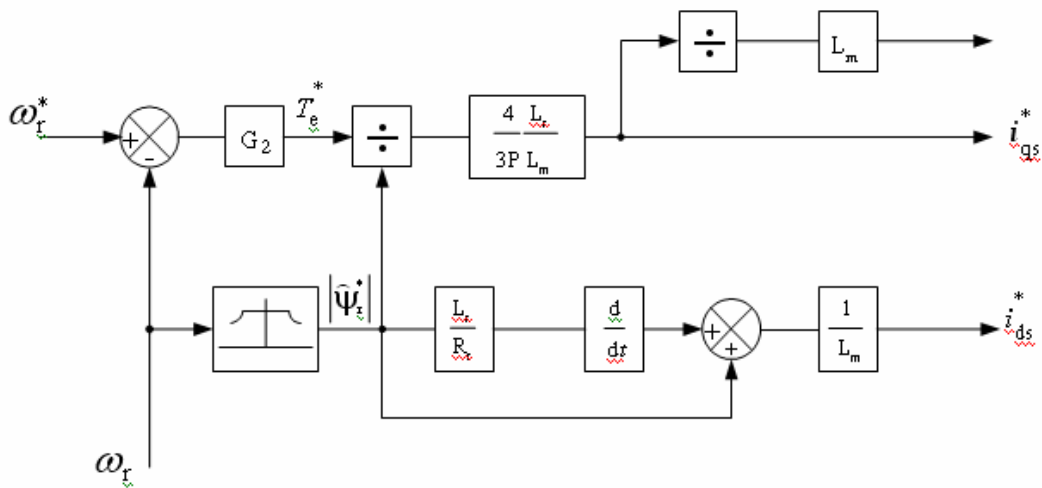 ÷ L_m
ω_r^* + - G_2 T_e^* ÷ 4/3P L_r/L_m i_qs^*
|ψ̂_r^*| L_r/R_r d/dt + + 1/L_m i_ds^*
ω_r